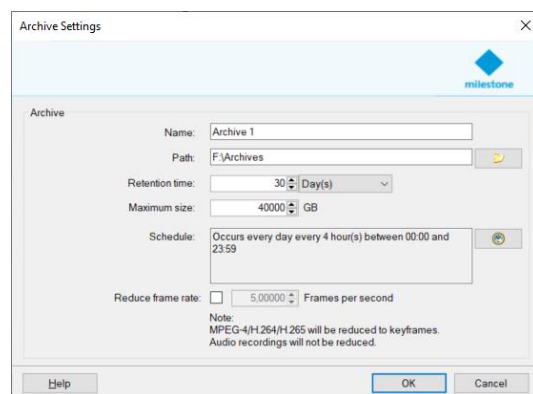 Archive Settings
milestone
Archive
Name: Archive 1
Path: F:\Archives
Retention time: 30 Day(s)
Maximum size: 40000 GB
Schedule: Occurs every day every 4 hour(s) between 00:00 and
23:59
Reduce frame rate: 5,00000 Frames per second
Note:
MPEG-4/H.264/H.265 will be reduced to keyframes.
Audio recordings will not be reduced.
Help OK Cancel